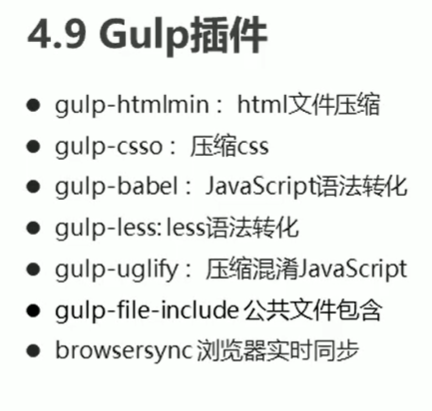 4.9 Gulp插件
● gulp-htmlmin： html文件压缩
● gulp-csso： 压缩css
● gulp-babel： JavaScript语法转化
● gulp-less: less语法转化
● gulp-uglify： 压缩混淆JavaScript
● gulp-file-include 公共文件包含
● browsersync 浏览器实时同步